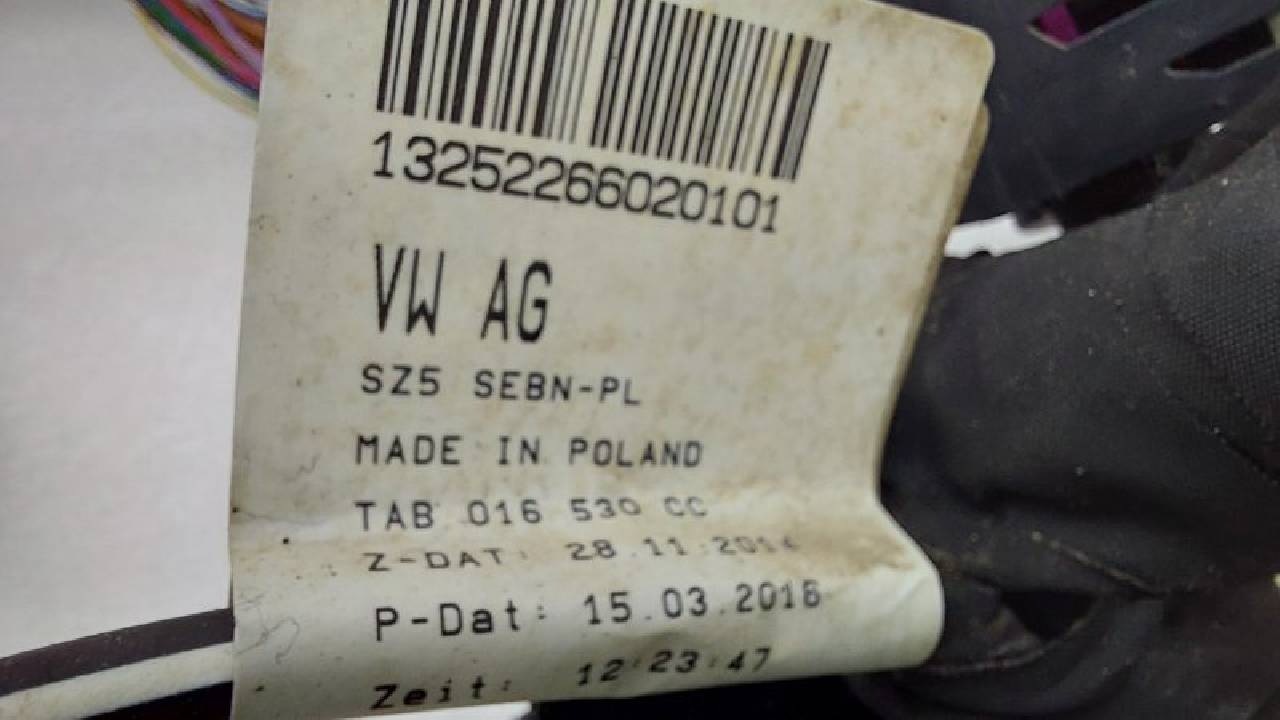 13252266020101
VW AG
SZ5 SEBN-PL
MADE IN POLAND
TAB 016 530 CC
Z-DAT: 28.11.2014
P-Dat: 15.03.2016
Zeit: 12:23:47